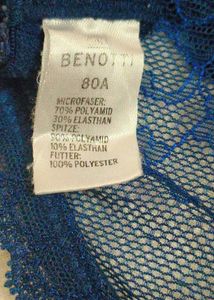 BENOTTI
80A
MICROFASER:
70% POLYAMID
30% ELASTHAN
SPITZE:
90% POLYAMID
10% ELASTHAN
FUTTER:
100% POLYESTER